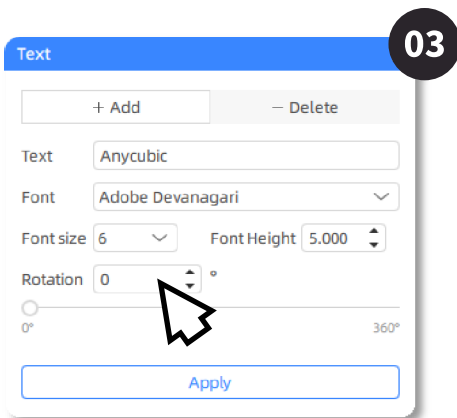 03
Text
+ Add — Delete
Text Anycubic
Font Adobe Devanagari
Font size 6 Font Height 5.000
Rotation 0 °
0° 360°
Apply